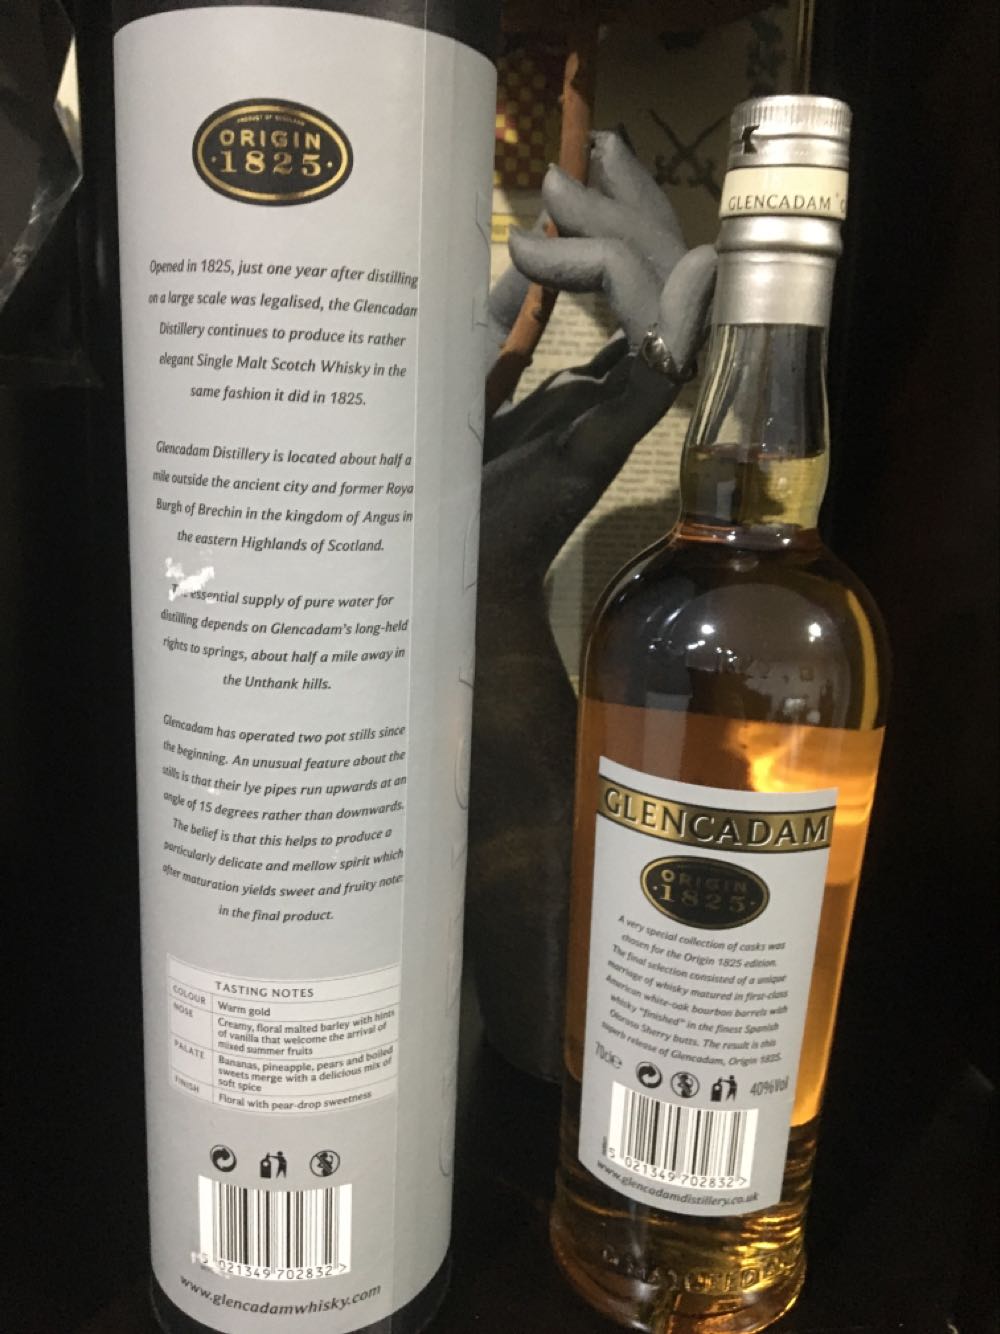 PRODUCT OF SCOTLAND
ORIGIN
·1825·
Opened in 1825, just one year after distilling
on a large scale was legalised, the Glencadam
Distillery continues to produce its rather
elegant Single Malt Scotch Whisky in the
same fashion it did in 1825.
Glencadam Distillery is located about half a
mile outside the ancient city and former Roya
Burgh of Brechin in the kingdom of Angus in
the eastern Highlands of Scotland.
essential supply of pure water for
distilling depends on Glencadam's long-held
rights to springs, about half a mile away in
the Unthank hills.
Glencadam has operated two pot stills since
the beginning. An unusual feature about the
stills is that their lye pipes run upwards at an
angle of 15 degrees rather than downwards.
The belief is that this helps to produce a
particularly delicate and mellow spirit which
after maturation yields sweet and fruity note
in the final product.
TASTING NOTES
COLOUR Warm gold
NOSE Creamy, floral malted barley with hints
of vanilla that welcome the arrival of
mixed summer fruits
PALATE Bananas, pineapple, pears and boiled
sweets merge with a delicious mix of
soft spice
FINISH Floral with pear-drop sweetness
5 021349 702832 >
www.glencadamwhisky.com
GLENCADAM
GLENCADAM
ORIGIN
·1825·
A very special collection of casks was
chosen for the Origin 1825 edition.
The final selection consisted of a unique
marriage of whisky matured in first-class
American white-oak bourbon barrels with
whisky "finished" in the finest Spanish
Oloroso Sherry butts. The result is this
superb release of Glencadam, Origin 1825.
70cl e 40%Vol
5 021349 702832 >
www.glencadamdistillery.co.uk